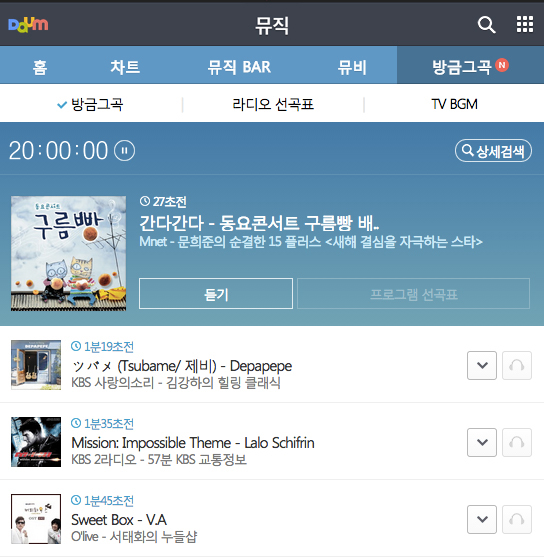 Daum
뮤직
홈 차트 뮤직 BAR 뮤비 방금그곡 N
방금그곡 | 라디오 선곡표 | TV BGM
20:00:00
상세검색
동요콘서트
구름빵
27초전
간다간다 - 동요콘서트 구름빵 배..
Mnet - 문희준의 순결한 15 플러스 <새해 결심을 자극하는 스타>
듣기
프로그램 선곡표
DEPAPEPE
1분19초전
ツバメ (Tsubame/ 제비) - Depapepe
KBS 사랑의소리 - 김강하의 힐링 클래식
1분35초전
Mission: Impossible Theme - Lalo Schifrin
KBS 2라디오 - 57분 KBS 교통정보
1분45초전
Sweet Box - V.A
O'live - 서태화의 누들샵